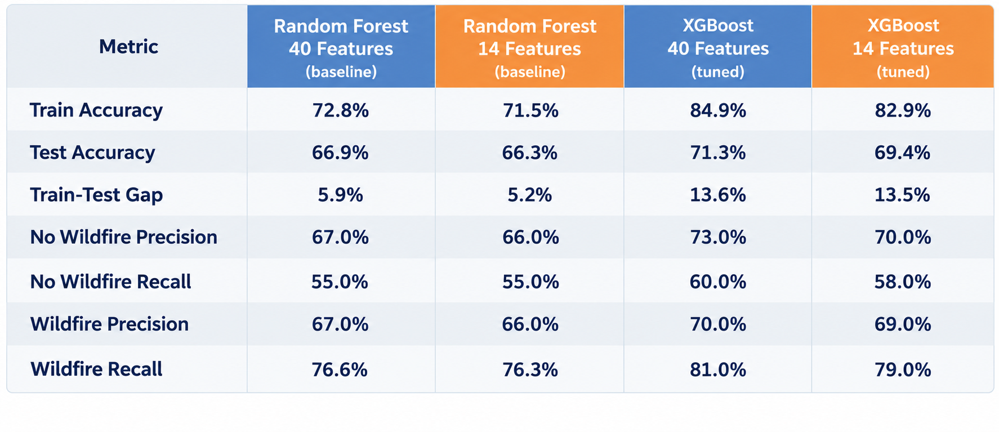 Metric
Random Forest
40 Features
(baseline)
Random Forest
14 Features
(baseline)
XGBoost
40 Features
(tuned)
XGBoost
14 Features
(tuned)
Train Accuracy 72.8% 71.5% 84.9% 82.9%
Test Accuracy 66.9% 66.3% 71.3% 69.4%
Train-Test Gap 5.9% 5.2% 13.6% 13.5%
No Wildfire Precision 67.0% 66.0% 73.0% 70.0%
No Wildfire Recall 55.0% 55.0% 60.0% 58.0%
Wildfire Precision 67.0% 66.0% 70.0% 69.0%
Wildfire Recall 76.6% 76.3% 81.0% 79.0%